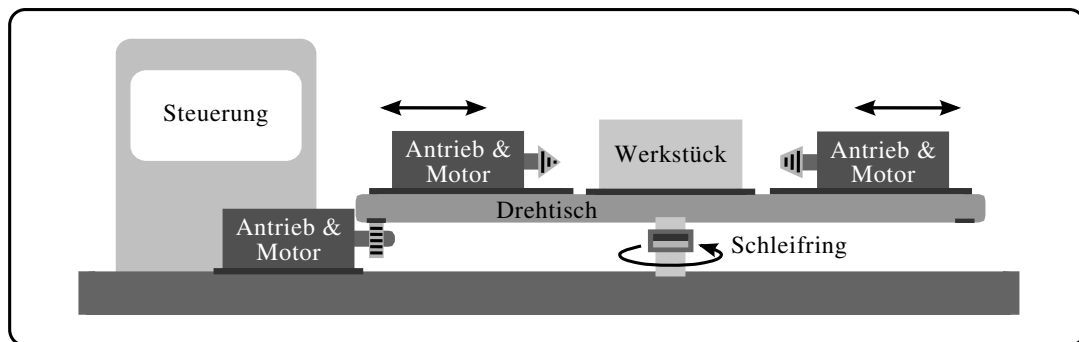 Steuerung
Antrieb &
Motor
Werkstück
Antrieb &
Motor
Drehtisch
Antrieb &
Motor
Schleifring